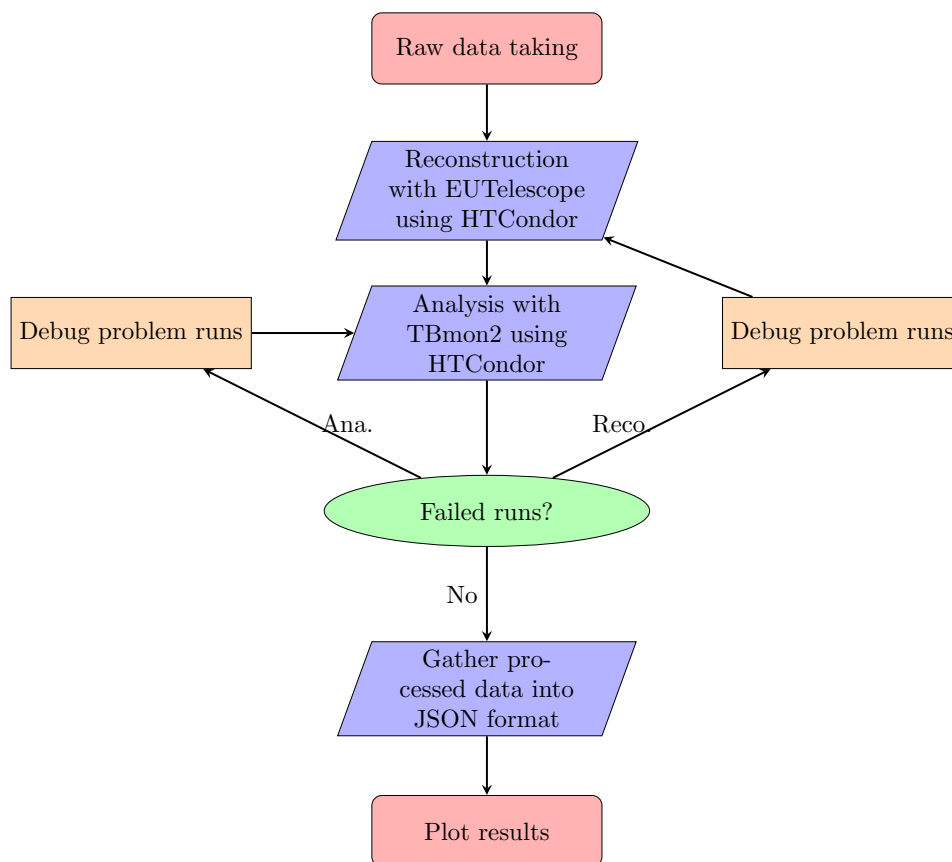 Raw data taking
Reconstruction
with EUTelescope
using HTCondor
Analysis with
TBmon2 using
HTCondor
Debug problem runs
Debug problem runs
Ana.
Reco.
Failed runs?
No
Gather pro-
cessed data into
JSON format
Plot results